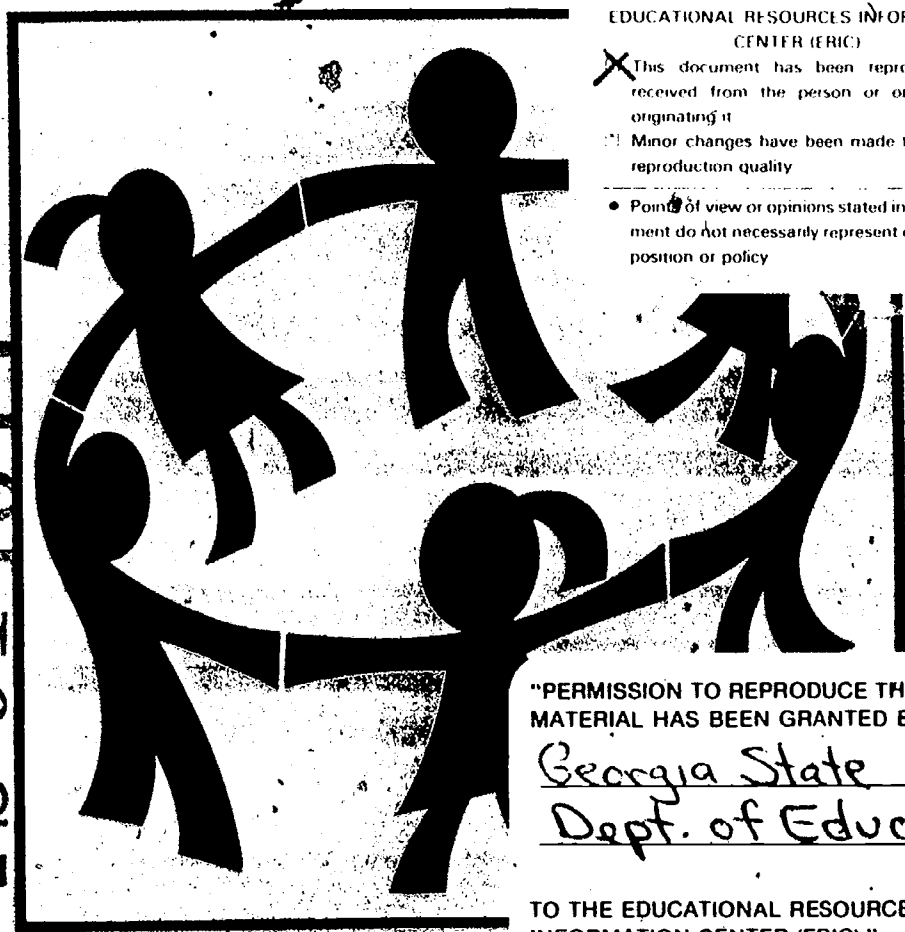 EDUCATIONAL RESOURCES INFOR
CENTER (ERIC)
This document has been repro
received from the person or or
originating it
Minor changes have been made t
reproduction quality
• Points of view or opinions stated in
ment do not necessarily represent
position or policy
"PERMISSION TO REPRODUCE TH
MATERIAL HAS BEEN GRANTED B
Georgia State
Dept. of Educ
TO THE EDUCATIONAL RESOURCE
INFORMATION CENTER (ERIC)"